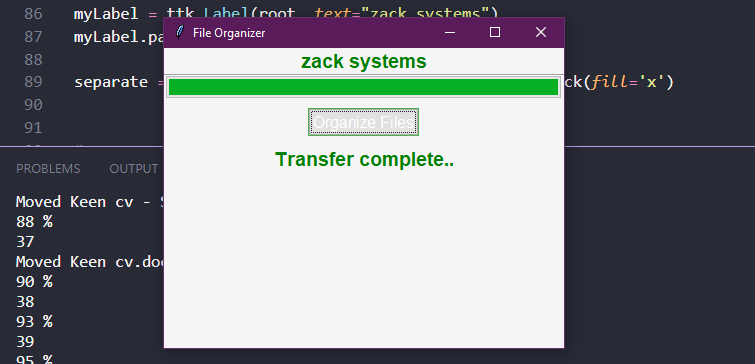 86 myLabel = ttk.Label(root, text="zack systems")
87 myLabel.pa
88
89 separate = ck(fill='x')
90
91
File Organizer
zack systems
Organize Files
Transfer complete..
PROBLEMS OUTPUT
Moved Keen cv - S
88 %
37
Moved Keen cv.doc
90 %
38
93 %
39
95 %